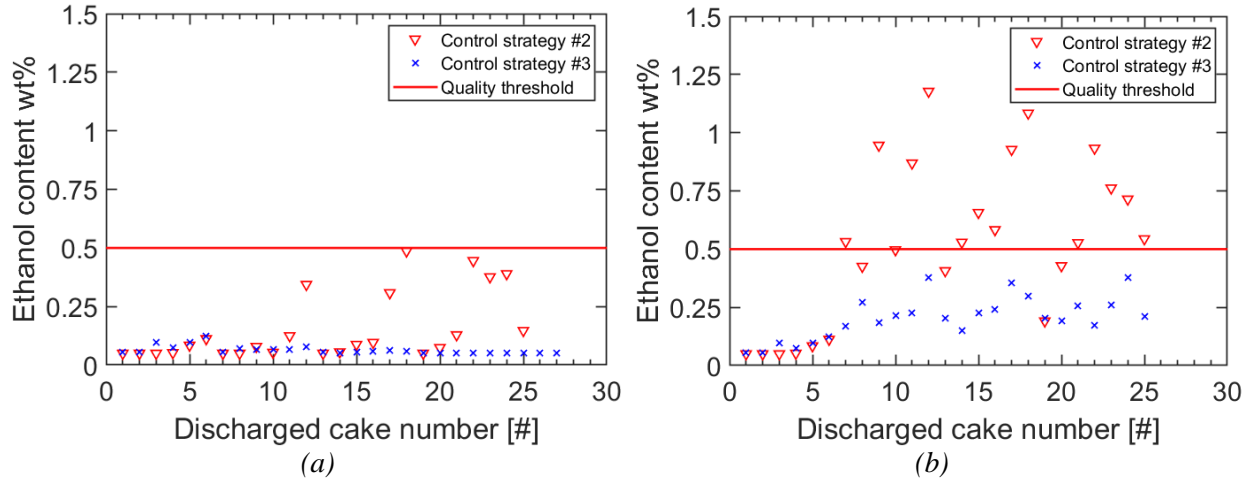 1.5
1.25
1
0.75
0.5
0.25
0
Ethanol content wt%
Control strategy #2
Control strategy #3
Quality threshold
0 5 10 15 20 25 30
Discharged cake number [#]
(a)
1.5
1.25
1
0.75
0.5
0.25
0
Ethanol content wt%
Control strategy #2
Control strategy #3
Quality threshold
0 5 10 15 20 25 30
Discharged cake number [#]
(b)